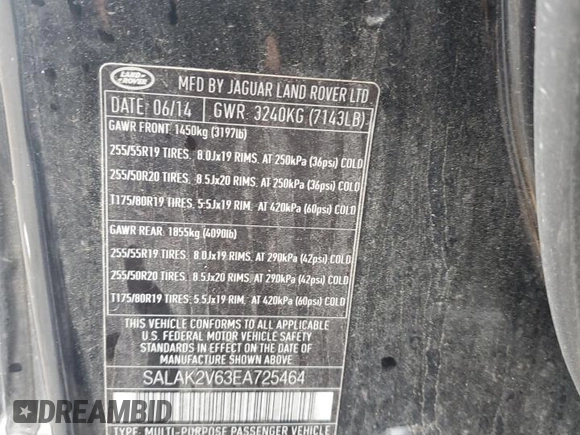 LAND ROVER
MFD BY JAGUAR LAND ROVER LTD
DATE: 06/14 GWR: 3240KG (7143LB)
GAWR FRONT: 1450kg (3197lb)
255/55R19 TIRES, 8.0Jx19 RIMS, AT 250kPa (36psi) COLD
255/50R20 TIRES, 8.5Jx20 RIMS, AT 250kPa (36psi) COLD
T175/80R19 TIRES, 5.5Jx19 RIM, AT 420kPa (60psi) COLD
GAWR REAR: 1855kg (4090lb)
255/55R19 TIRES, 8.0Jx19 RIMS, AT 290kPa (42psi) COLD
255/50R20 TIRES, 8.5Jx20 RIMS, AT 290kPa (42psi) COLD
T175/80R19 TIRES, 5.5Jx19 RIM, AT 420kPa (60psi) COLD
THIS VEHICLE CONFORMS TO ALL APPLICABLE
U.S. FEDERAL MOTOR VEHICLE SAFETY
STANDARDS IN EFFECT ON THE DATE OF
MANUFACTURE SHOWN ABOVE
SALAK2V63EA725464
DREAMBID
TYPE: MULTI-PURPOSE PASSENGER VEHICLE